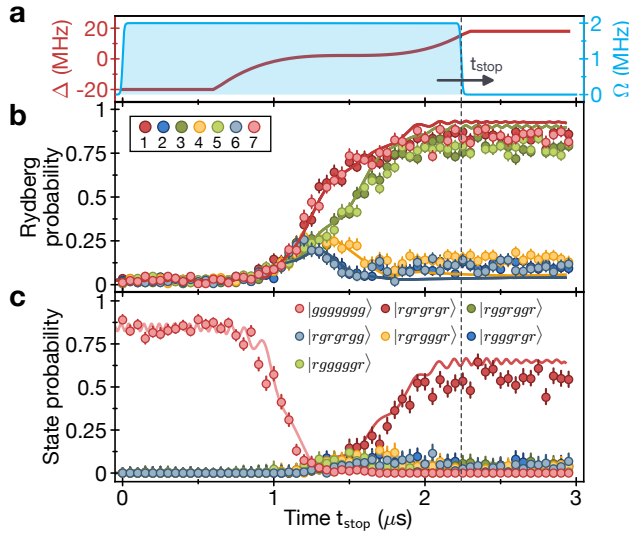 a
20
0
-20
Δ (MHz)
2
1
0
Ω (MHz)
t_stop
b
1
0.75
0.5
0.25
0
Rydberg
probability
1 2 3 4 5 6 7
c
1
0.75
0.5
0.25
0
State probability
|ggggggg⟩ |rgrgrgr⟩ |rggrggr⟩
|rgrgrgg⟩ |rgrgggr⟩ |rgggrgr⟩
|rgggggr⟩
0 1 2 3
Time t_stop (μs)